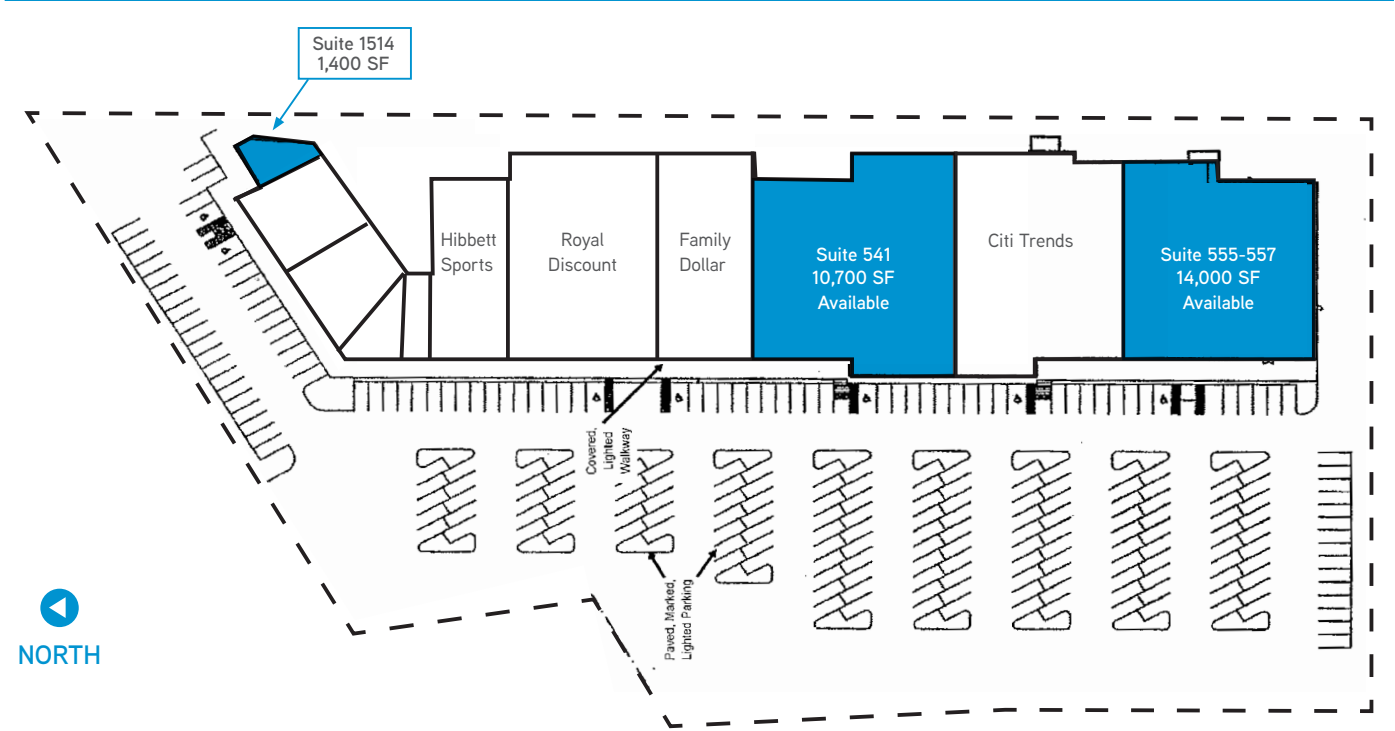 Suite 1514
1,400 SF
Hibbett
Sports
Royal
Discount
Family
Dollar
Suite 541
10,700 SF
Available
Citi Trends
Suite 555-557
14,000 SF
Available
Covered,
Lighted
Walkway
Paved, Marked,
Lighted Parking
NORTH